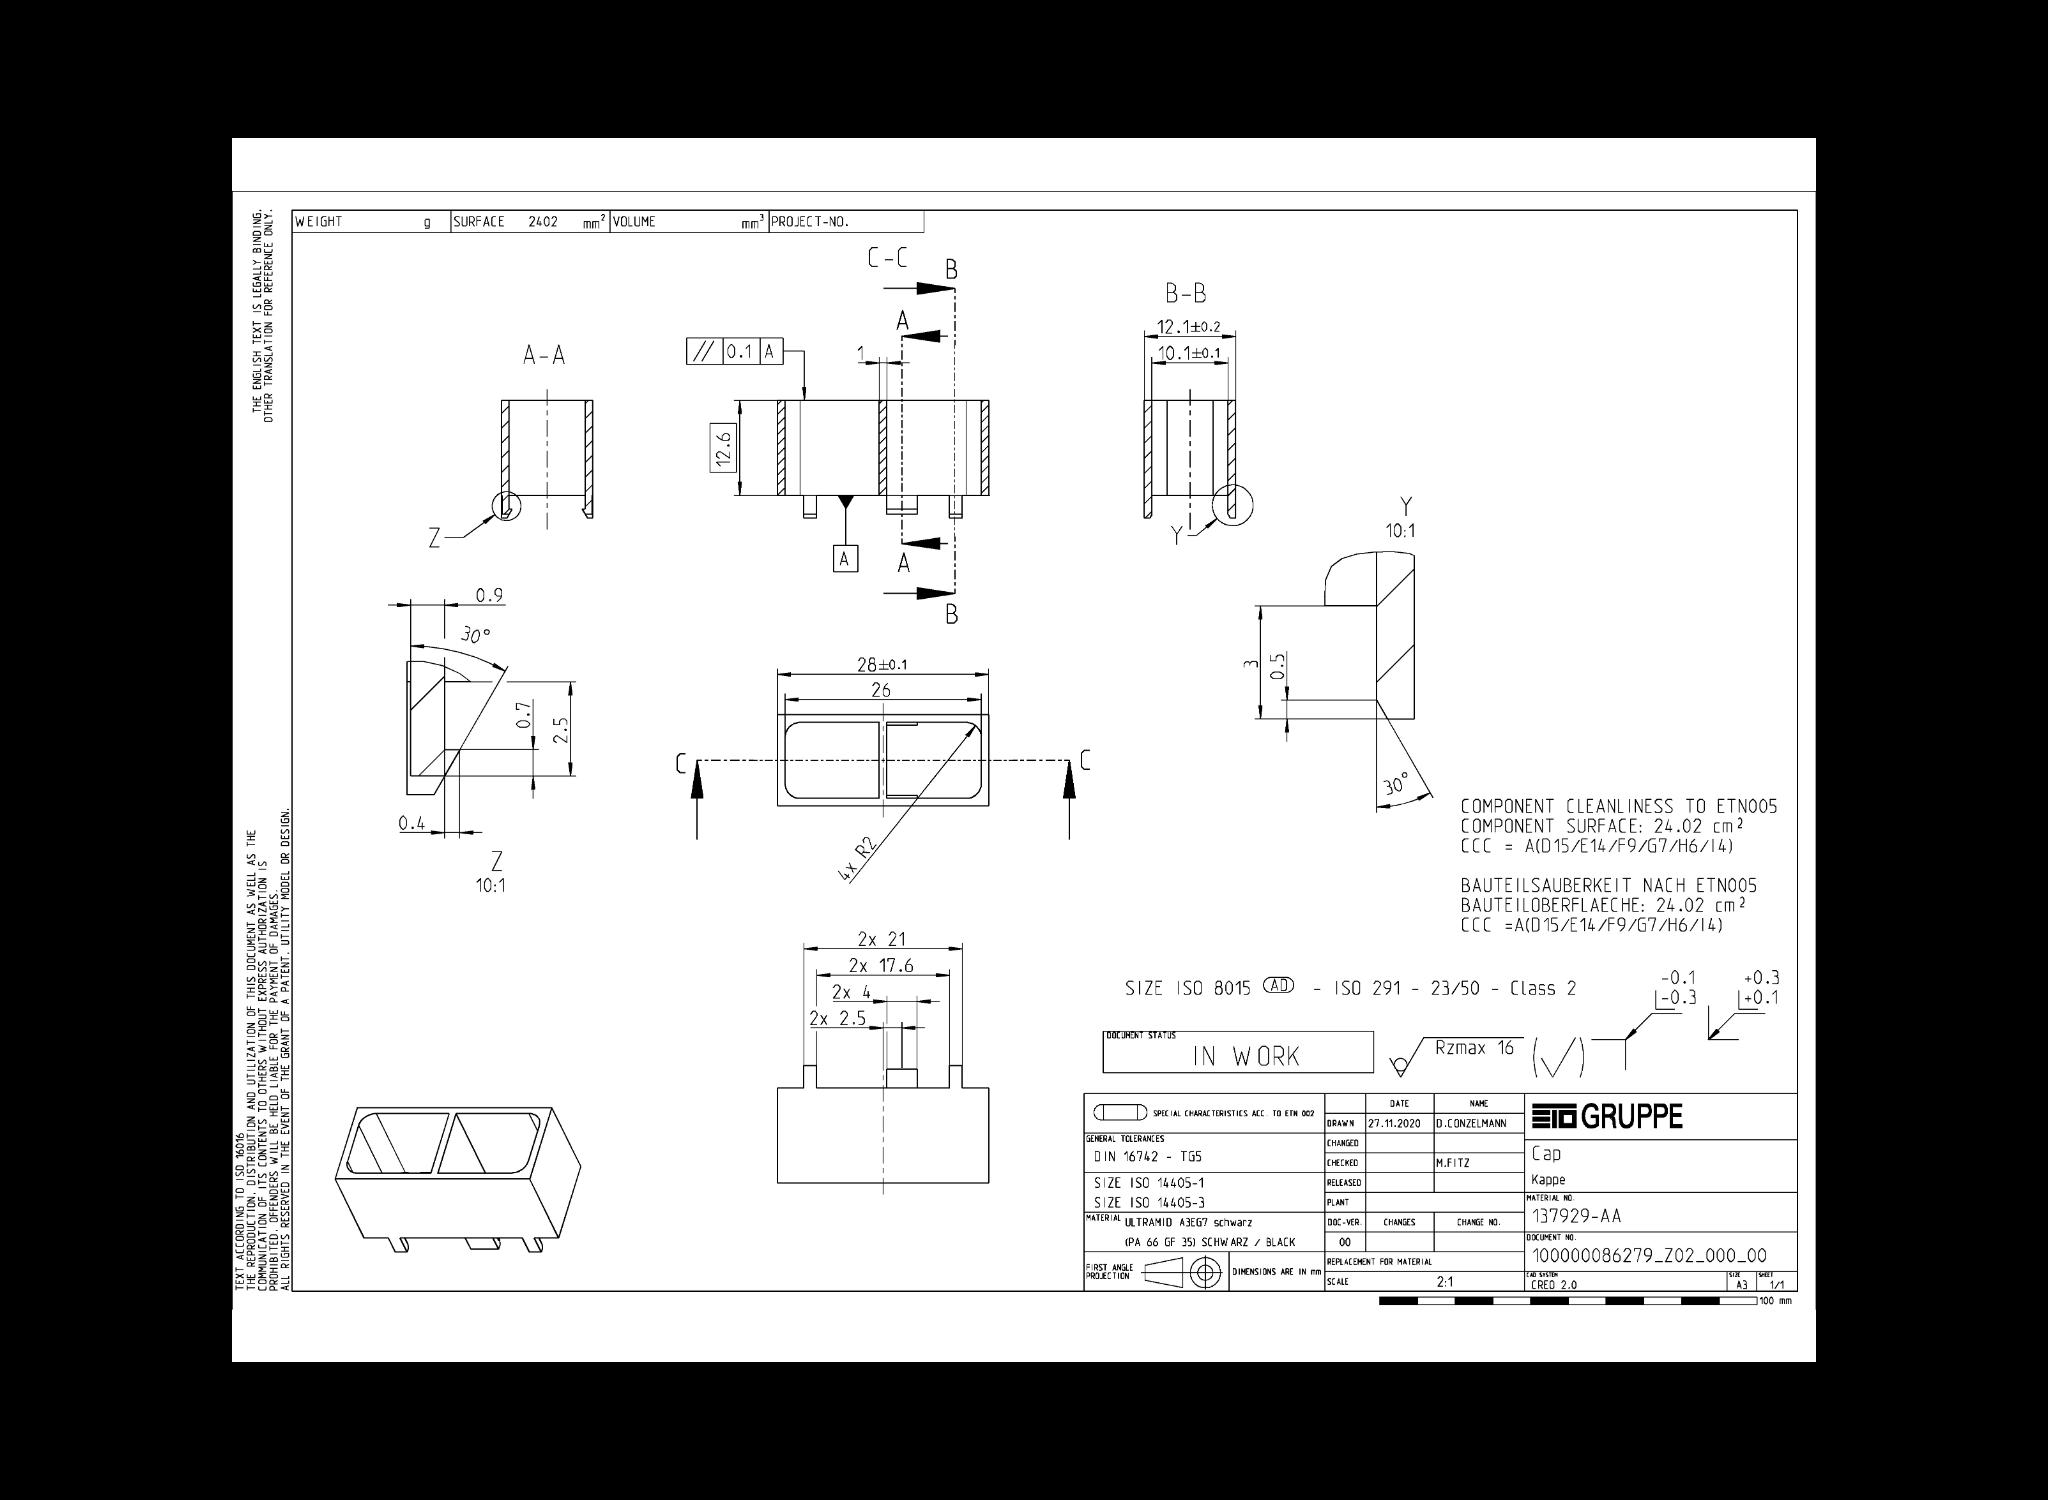 WEIGHT g SURFACE 2402 mm² VOLUME mm³ PROJECT-NO.
THE ENGLISH TEXT IS LEGALLY BINDING.
OTHER TRANSLATION FOR REFERENCE ONLY.
C-C
B
B-B
A
12.1±0.2
A-A
// 0.1 A
1
10.1±0.1
12.6
Z
A
A
Y
Y
10:1
B
0.9
30°
28±0.1
26
3
0.5
0.7
2.5
C
C
30°
0.4
4x R2
Z
10:1
COMPONENT CLEANLINESS TO ETN005
COMPONENT SURFACE: 24.02 cm²
CCC = A(D15/E14/F9/G7/H6/I4)
BAUTEILSAUBERKEIT NACH ETN005
BAUTEILOBERFLAECHE: 24.02 cm²
CCC =A(D15/E14/F9/G7/H6/I4)
2x 21
2x 17.6
2x 4
2x 2.5
SIZE ISO 8015 AD - ISO 291 - 23/50 - Class 2
-0.1
-0.3
+0.3
+0.1
DOCUMENT STATUS
IN WORK
Rzmax 16
TEXT ACCORDING TO ISO 16016
THE REPRODUCTION, DISTRIBUTION AND UTILIZATION OF THIS DOCUMENT AS WELL AS THE
COMMUNICATION OF ITS CONTENTS TO OTHERS WITHOUT EXPRESS AUTHORIZATION IS
PROHIBITED. OFFENDERS WILL BE HELD LIABLE FOR THE PAYMENT OF DAMAGES.
ALL RIGHTS RESERVED IN THE EVENT OF THE GRANT OF A PATENT, UTILITY MODEL OR DESIGN.
SPECIAL CHARACTERISTICS ACC. TO ETN 002
GENERAL TOLERANCES
DIN 16742 - TG5
SIZE ISO 14405-1
SIZE ISO 14405-3
MATERIAL ULTRAMID A3EG7 schwarz
(PA 66 GF 35) SCHWARZ / BLACK
FIRST ANGLE
PROJECTION
DIMENSIONS ARE IN mm
DATE NAME
DRAWN 27.11.2020 D.CONZELMANN
CHANGED
CHECKED M.FITZ
RELEASED
PLANT
DOC-VER. CHANGES CHANGE NO.
00
REPLACEMENT FOR MATERIAL
SCALE 2:1
ETO GRUPPE
Cap
Kappe
MATERIAL NO.
137929-AA
DOCUMENT NO.
100000086279_Z02_000_00
CAD SYSTEM
CREO 2.0
SIZE
A3
SHEET
1/1
100 mm